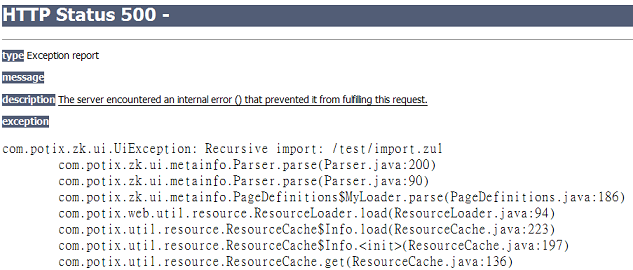 HTTP Status 500 -
type Exception report
message
description The server encountered an internal error () that prevented it from fulfilling this request.
exception
com.potix.zk.ui.UiException: Recursive import: /test/import.zul
com.potix.zk.ui.metainfo.Parser.parse(Parser.java:200)
com.potix.zk.ui.metainfo.Parser.parse(Parser.java:90)
com.potix.zk.ui.metainfo.PageDefinitions$MyLoader.parse(PageDefinitions.java:186)
com.potix.web.util.resource.ResourceLoader.load(ResourceLoader.java:94)
com.potix.util.resource.ResourceCache$Info.load(ResourceCache.java:223)
com.potix.util.resource.ResourceCache$Info.<init>(ResourceCache.java:197)
com.potix.util.resource.ResourceCache.get(ResourceCache.java:136)